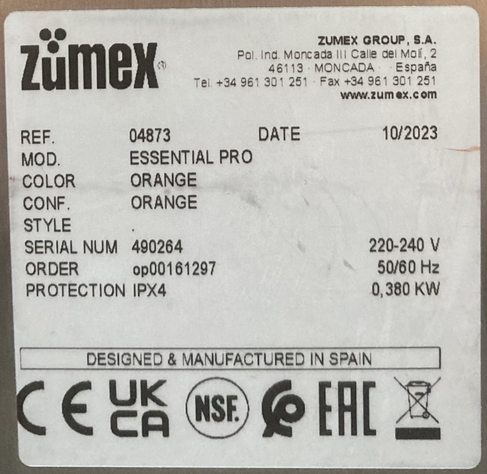 zümex
ZUMEX GROUP, S.A.
Pol. Ind. Moncada III Calle del Molí, 2
46113 · MONCADA · España
Tel. +34 961 301 251 · Fax +34 961 301 251
www.zumex.com
REF. 04873 DATE 10/2023
MOD. ESSENTIAL PRO
COLOR ORANGE
CONF. ORANGE
STYLE .
SERIAL NUM 490264 220-240 V
ORDER op00161297 50/60 Hz
PROTECTION IPX4 0,380 KW
DESIGNED & MANUFACTURED IN SPAIN
CE UK CA NSF. EAC